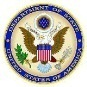 DEPARTMENT OF STATE
UNITED STATES OF AMERICA